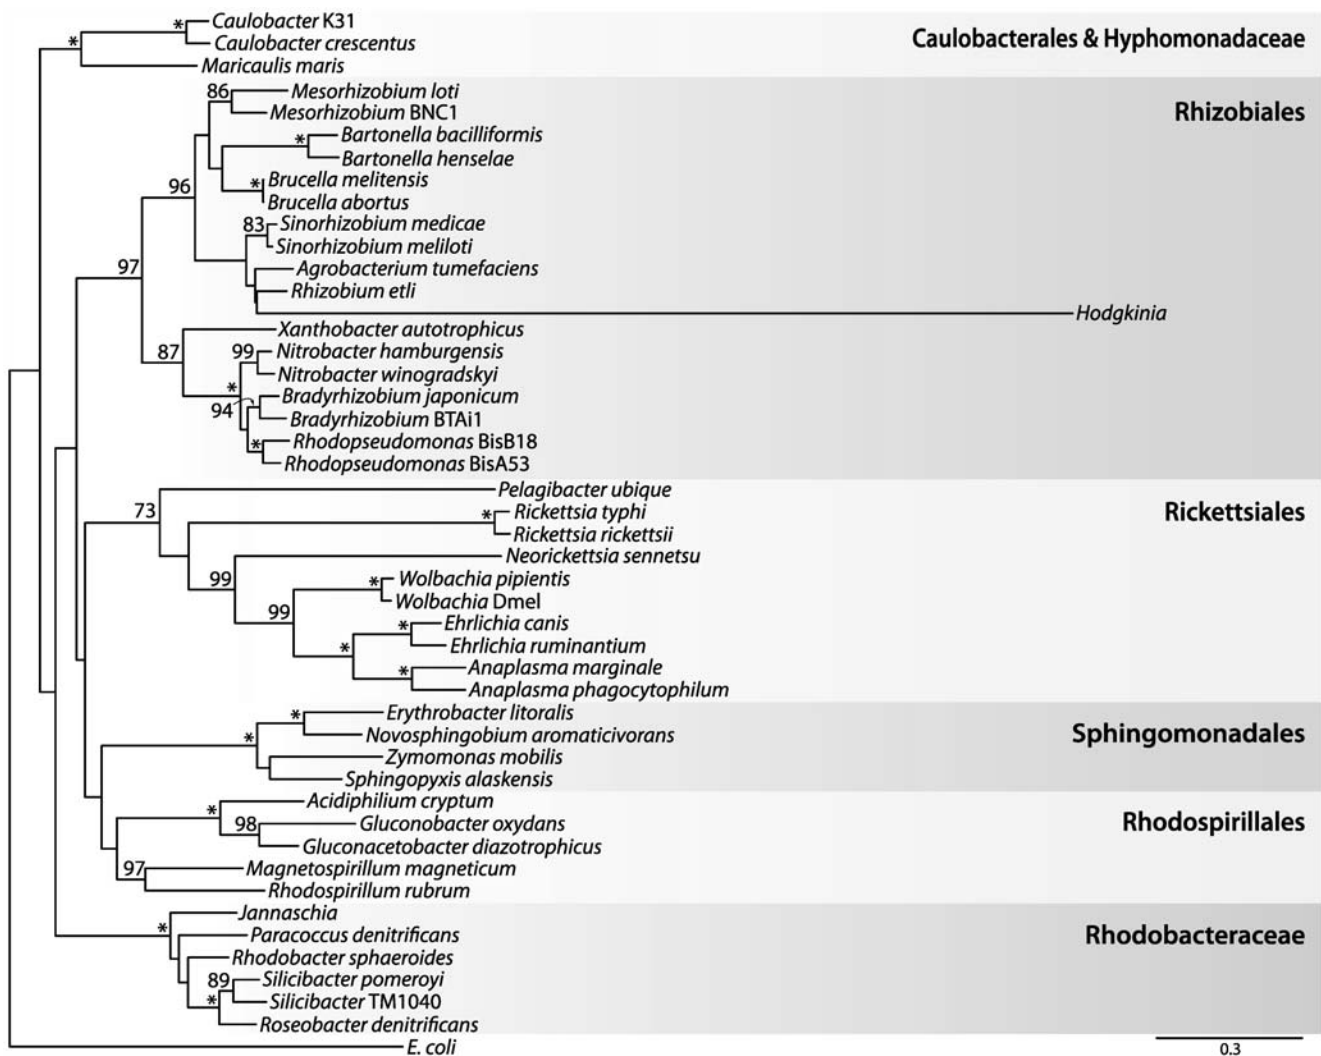 * Caulobacter K31
* Caulobacter crescentus
Maricaulis maris
Caulobacterales & Hyphomonadaceae
86 Mesorhizobium loti
Mesorhizobium BNC1
Rhizobiales
* Bartonella bacilliformis
Bartonella henselae
* Brucella melitensis
96
Brucella abortus
83 Sinorhizobium medicae
Sinorhizobium meliloti
97 Agrobacterium tumefaciens
Rhizobium etli
Hodgkinia
Xanthobacter autotrophicus
87 99 Nitrobacter hamburgensis
Nitrobacter winogradskyi
*
94 Bradyrhizobium japonicum
Bradyrhizobium BTAi1
* Rhodopseudomonas BisB18
Rhodopseudomonas BisA53
Pelagibacter ubique
73 * Rickettsia typhi
Rickettsiales
Rickettsia rickettsii
Neorickettsia sennetsu
99 * Wolbachia pipientis
Wolbachia Dmel
99 * Ehrlichia canis
* Ehrlichia ruminantium
* Anaplasma marginale
Anaplasma phagocytophilum
* Erythrobacter litoralis
* Novosphingobium aromaticivorans
Sphingomonadales
Zymomonas mobilis
Sphingopyxis alaskensis
* Acidiphilium cryptum
98 Gluconobacter oxydans
Rhodospirillales
Gluconacetobacter diazotrophicus
97 Magnetospirillum magneticum
Rhodospirillum rubrum
* Jannaschia
Paracoccus denitrificans
Rhodobacteraceae
Rhodobacter sphaeroides
89 Silicibacter pomeroyi
* Silicibacter TM1040
Roseobacter denitrificans
E. coli
0.3